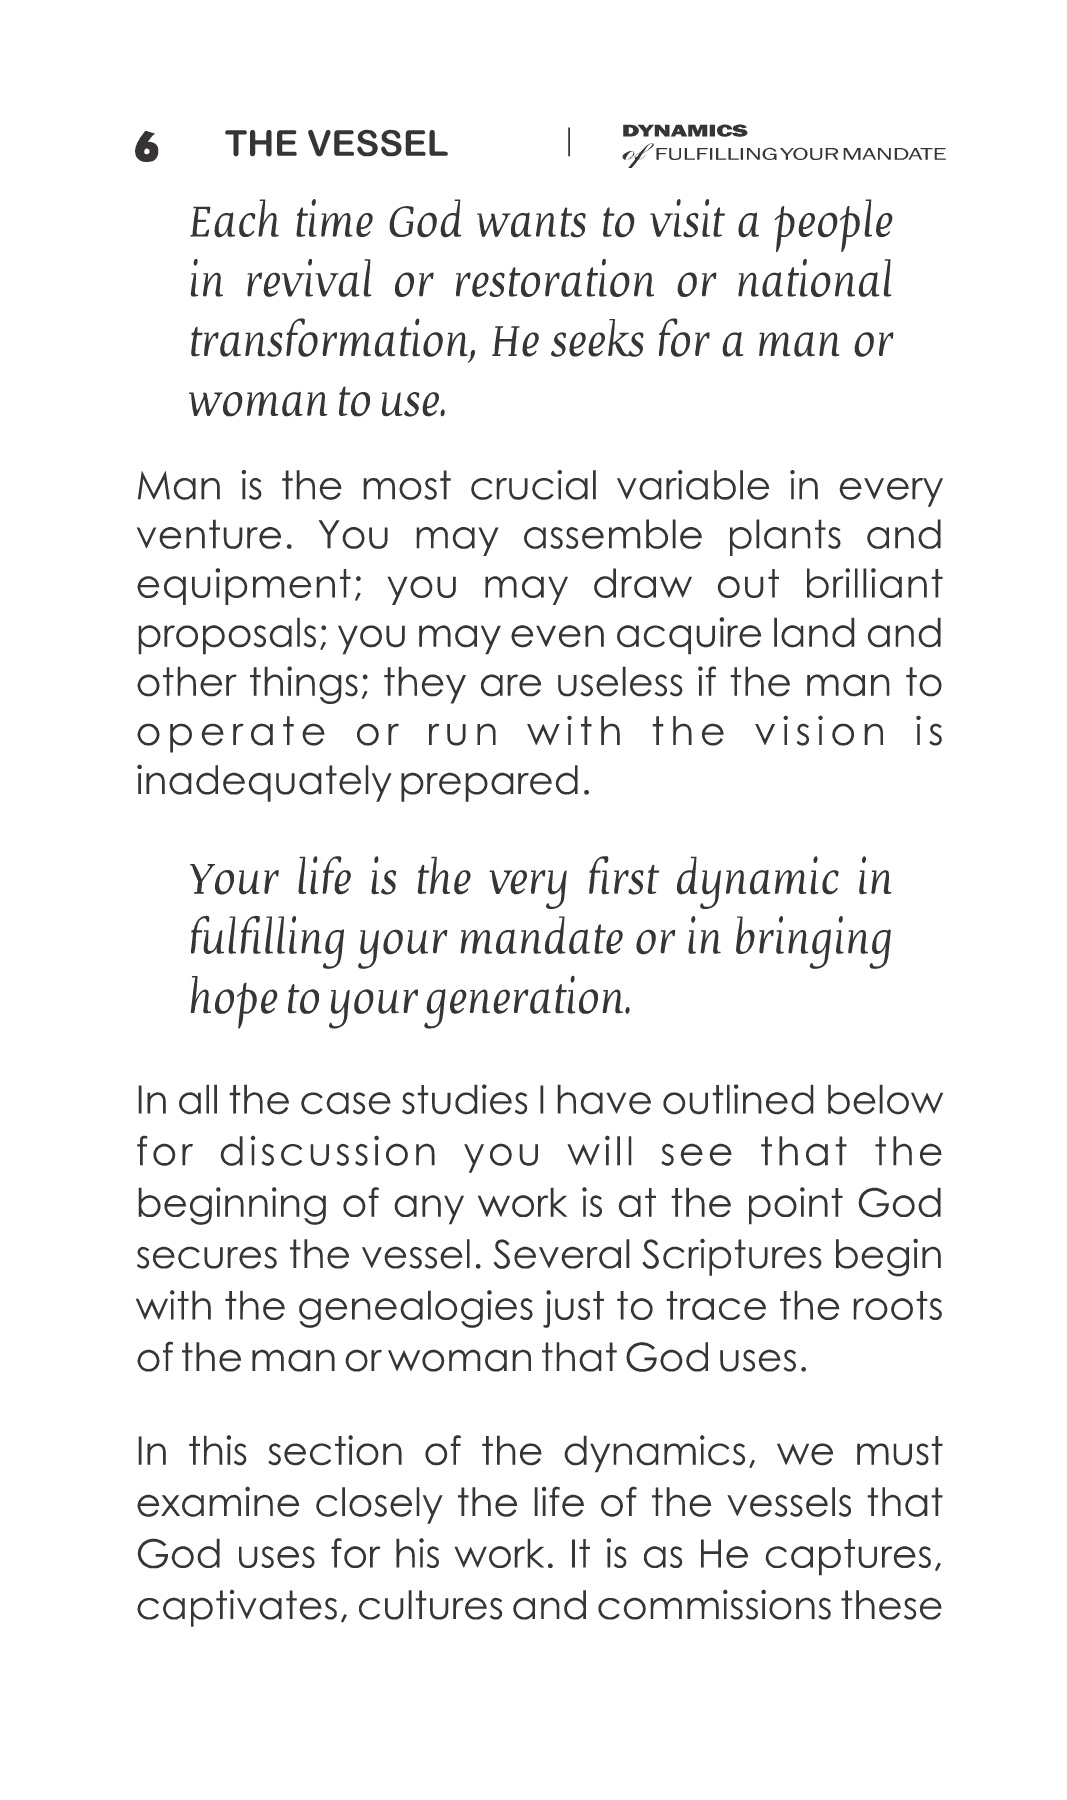 6 THE VESSEL | DYNAMICS
of FULFILLING YOUR MANDATE
Each time God wants to visit a people
in revival or restoration or national
transformation, He seeks for a man or
woman to use.
Man is the most crucial variable in every
venture. You may assemble plants and
equipment; you may draw out brilliant
proposals; you may even acquire land and
other things; they are useless if the man to
operate or run with the vision is
inadequately prepared.
Your life is the very first dynamic in
fulfilling your mandate or in bringing
hope to your generation.
In all the case studies I have outlined below
for discussion you will see that the
beginning of any work is at the point God
secures the vessel. Several Scriptures begin
with the genealogies just to trace the roots
of the man or woman that God uses.
In this section of the dynamics, we must
examine closely the life of the vessels that
God uses for his work. It is as He captures,
captivates, cultures and commissions these